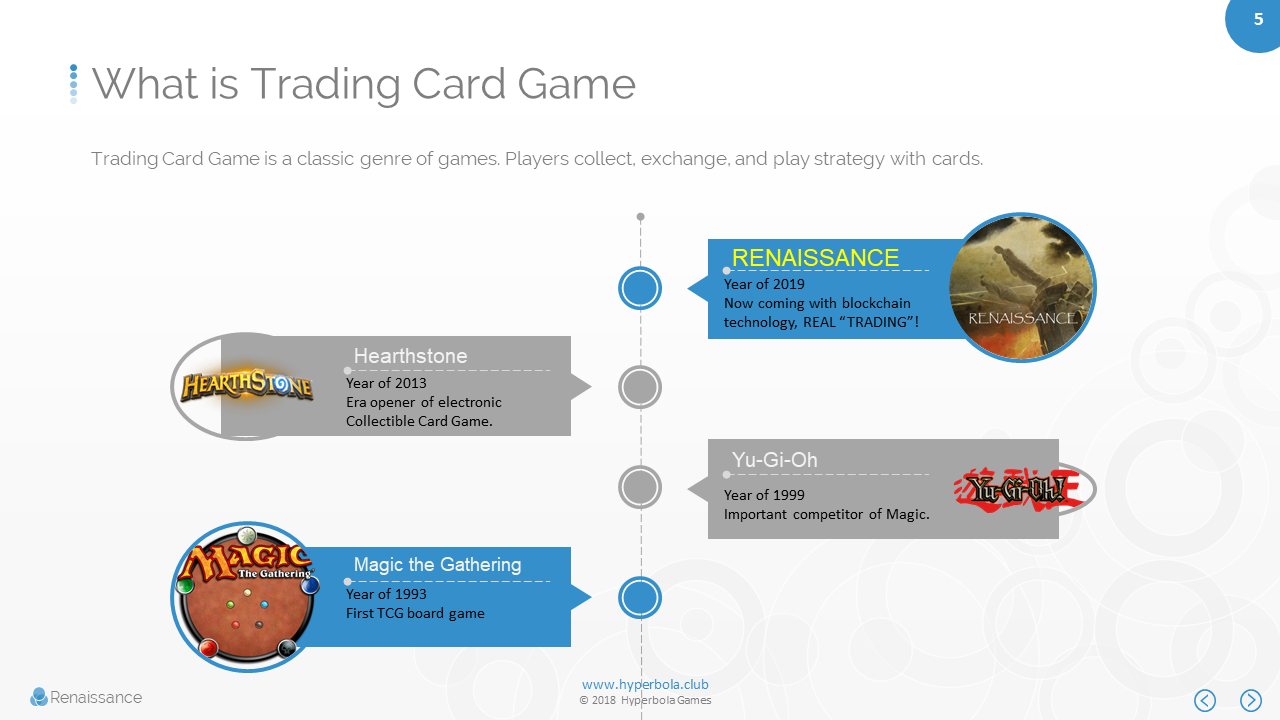 5
What is Trading Card Game
Trading Card Game is a classic genre of games. Players collect, exchange, and play strategy with cards.
RENAISSANCE
Year of 2019
Now coming with blockchain
technology, REAL “TRADING”!
RENAISSANCE
HEARTHSTONE
Hearthstone
Year of 2013
Era opener of electronic
Collectible Card Game.
Yu-Gi-Oh
Year of 1999
Important competitor of Magic.
Yu-Gi-Oh!
MAGIC
The Gathering
Magic the Gathering
Year of 1993
First TCG board game
Renaissance
www.hyperbola.club
© 2018 Hyperbola Games